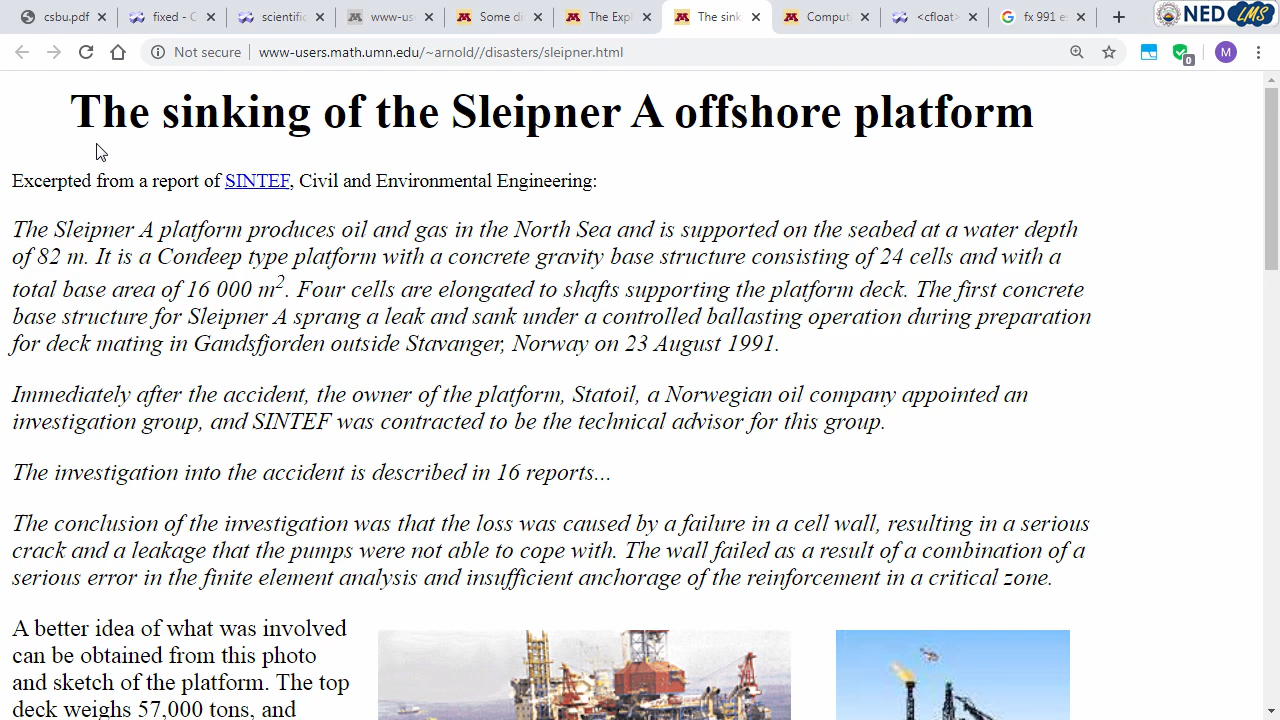 csbu.pdf
fixed - C
scientific
www-use
Some di
The Exp
The sink
Comput
<cfloat>
fx 991 e
NED LMS
Not secure
www-users.math.umn.edu/~arnold//disasters/sleipner.html
0
M
The sinking of the Sleipner A offshore platform
Excerpted from a report of SINTEF, Civil and Environmental Engineering:
The Sleipner A platform produces oil and gas in the North Sea and is supported on the seabed at a water depth
of 82 m. It is a Condeep type platform with a concrete gravity base structure consisting of 24 cells and with a
total base area of 16 000 m². Four cells are elongated to shafts supporting the platform deck. The first concrete
base structure for Sleipner A sprang a leak and sank under a controlled ballasting operation during preparation
for deck mating in Gandsfjorden outside Stavanger, Norway on 23 August 1991.
Immediately after the accident, the owner of the platform, Statoil, a Norwegian oil company appointed an
investigation group, and SINTEF was contracted to be the technical advisor for this group.
The investigation into the accident is described in 16 reports...
The conclusion of the investigation was that the loss was caused by a failure in a cell wall, resulting in a serious
crack and a leakage that the pumps were not able to cope with. The wall failed as a result of a combination of a
serious error in the finite element analysis and insufficient anchorage of the reinforcement in a critical zone.
A better idea of what was involved
can be obtained from this photo
and sketch of the platform. The top
deck weighs 57,000 tons, and